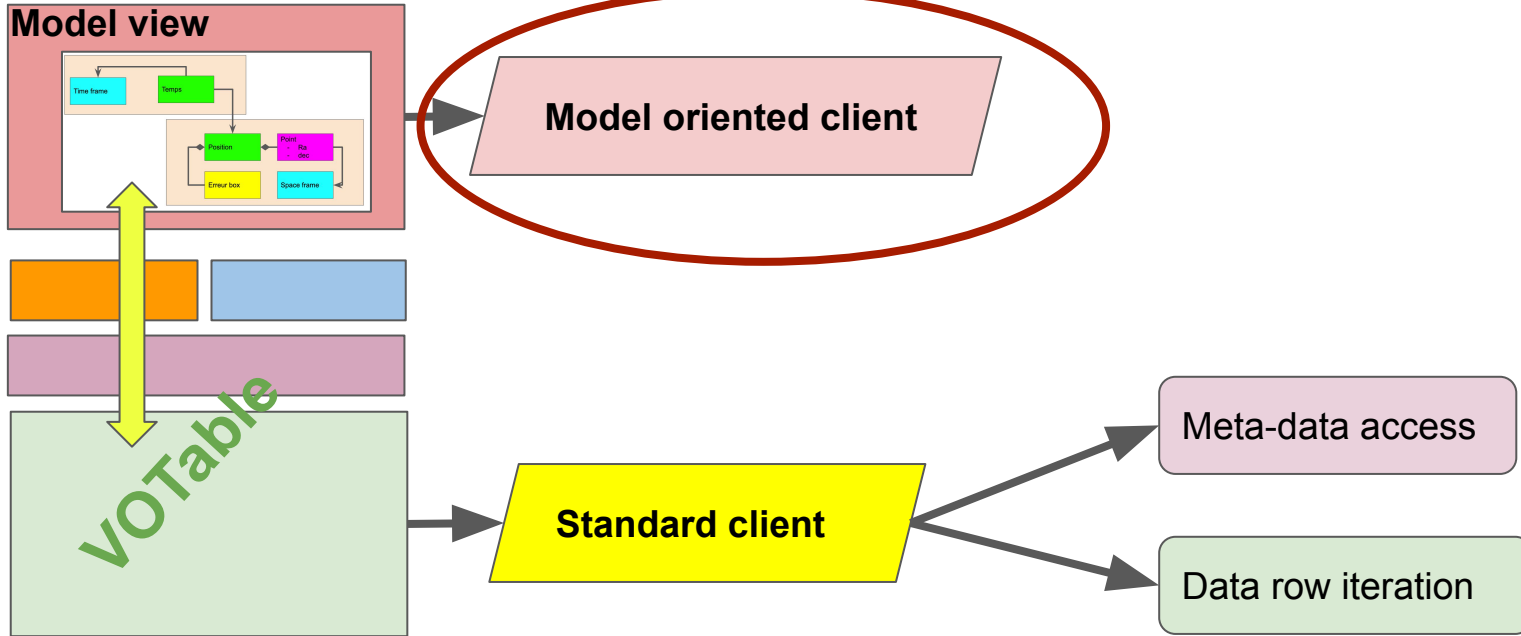 Model view
Time frame
Temps
Position
Point
- Ra
- dec
Erreur box
Space frame
Model oriented client
VOTable
Standard client
Meta-data access
Data row iteration